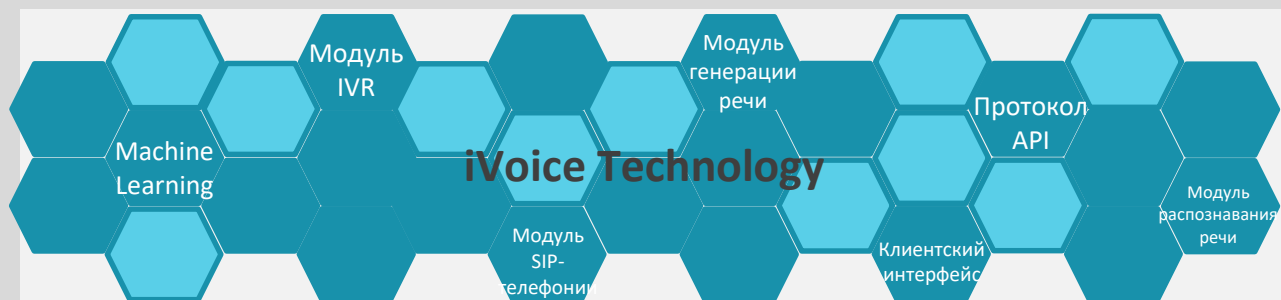 Модуль
IVR
Модуль
генерации
речи
Протокол
API
Machine
Learning
iVoice Technology
Модуль
распознавания
речи
Модуль
SIP-
телефонии
Клиентский
интерфейс